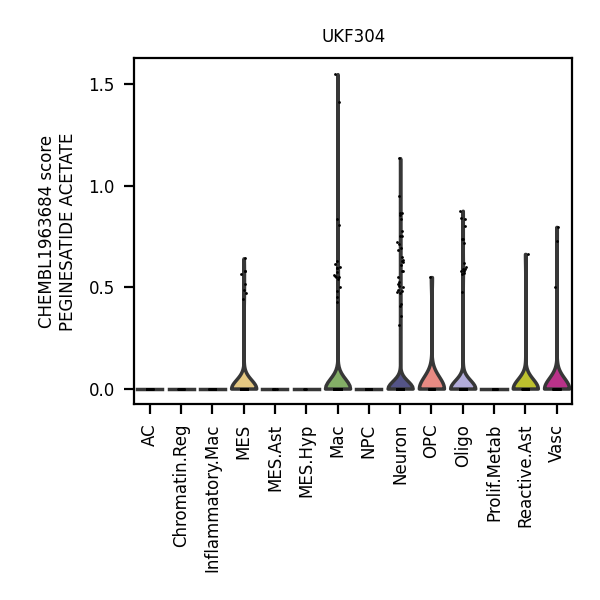 UKF304
CHEMBL1963684 score
PEGINESATIDE ACETATE
1.5
1.0
0.5
0.0
AC
Chromatin.Reg
Inflammatory.Mac
MES
MES.Ast
MES.Hyp
Mac
NPC
Neuron
OPC
Oligo
Prolif.Metab
Reactive.Ast
Vasc